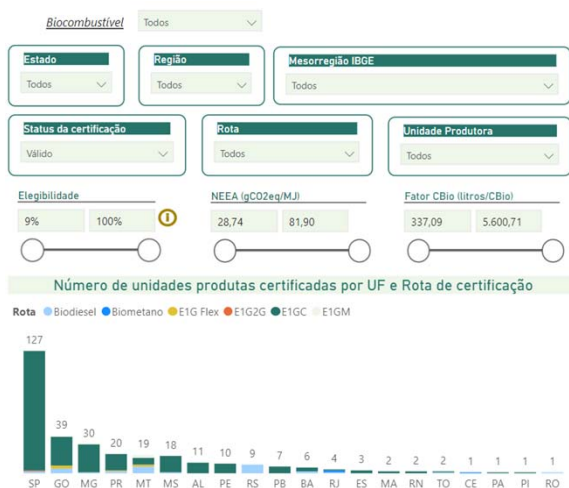 Biocombustível Todos
Estado Região Mesorregião IBGE
Todos Todos Todos
Status da certificação Rota Unidade Produtora
Válido Todos Todos
Elegibilidade NEEA (gCO2eq/MJ) Fator CBio (litros/CBio)
9% 100% 28,74 81,90 337,09 5.600,71
Número de unidades produtas certificadas por UF e Rota de certificação
Rota Biodiesel Biometano E1G Flex E1G2G E1GC E1GM
127
39 30 20 19 18 11 10 9 7 6 4 3 2 2 2 1 1 1 1
SP GO MG PR MT MS AL PE RS PB BA RJ ES MA RN TO CE PA PI RO